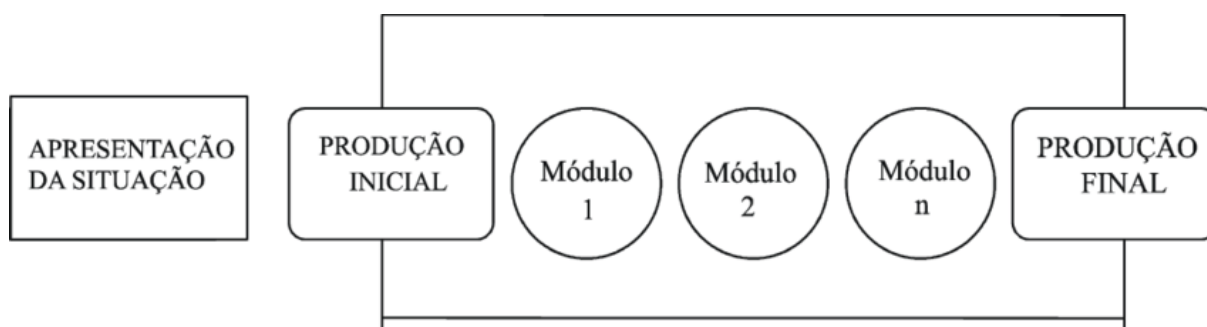 APRESENTAÇÃO
DA SITUAÇÃO
PRODUÇÃO
INICIAL
Módulo
1
Módulo
2
Módulo
n
PRODUÇÃO
FINAL